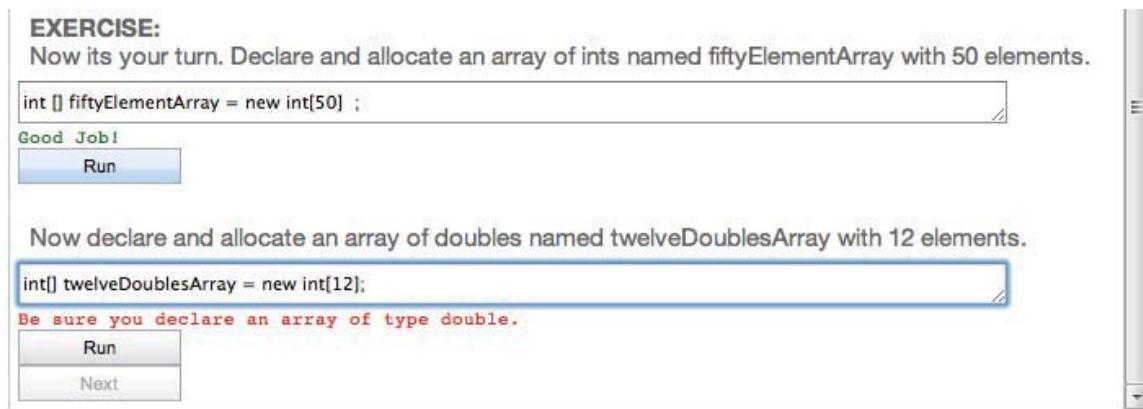 EXERCISE:
Now its your turn. Declare and allocate an array of ints named fiftyElementArray with 50 elements.
int [] fiftyElementArray = new int[50]  ;
Good Job!
Run
Now declare and allocate an array of doubles named twelveDoublesArray with 12 elements.
int[] twelveDoublesArray = new int[12];
Be sure you declare an array of type double.
Run
Next